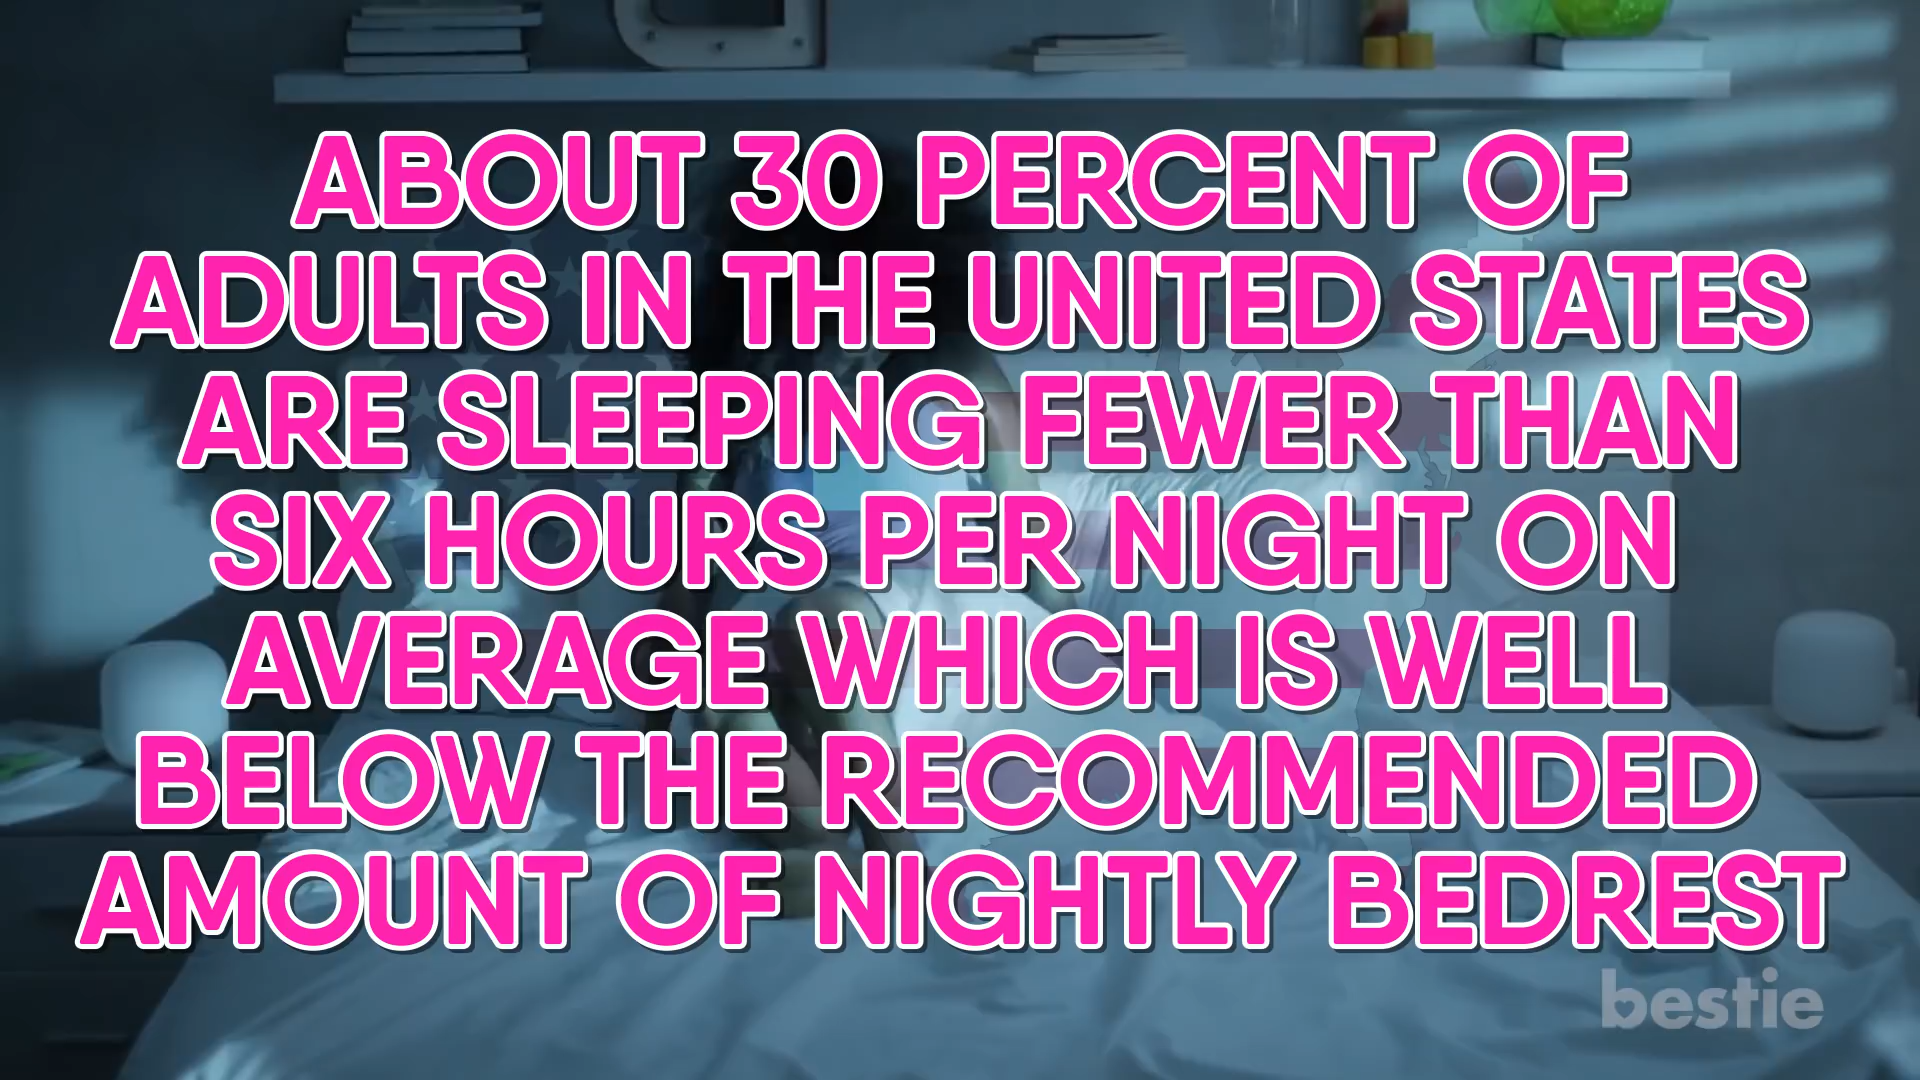 ABOUT 30 PERCENT OF
ADULTS IN THE UNITED STATES
ARE SLEEPING FEWER THAN
SIX HOURS PER NIGHT ON
AVERAGE WHICH IS WELL
BELOW THE RECOMMENDED
AMOUNT OF NIGHTLY BEDREST
bestie